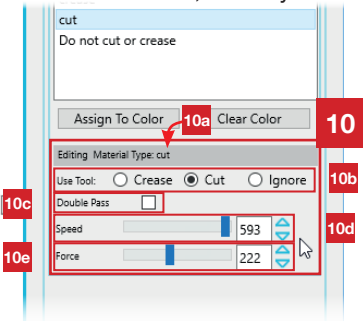 cut
Do not cut or crease
Assign To Color 10a Clear Color 10
Editing Material Type: cut
Use Tool: Crease Cut Ignore 10b
10c Double Pass
Speed 593 10d
10e Force 222